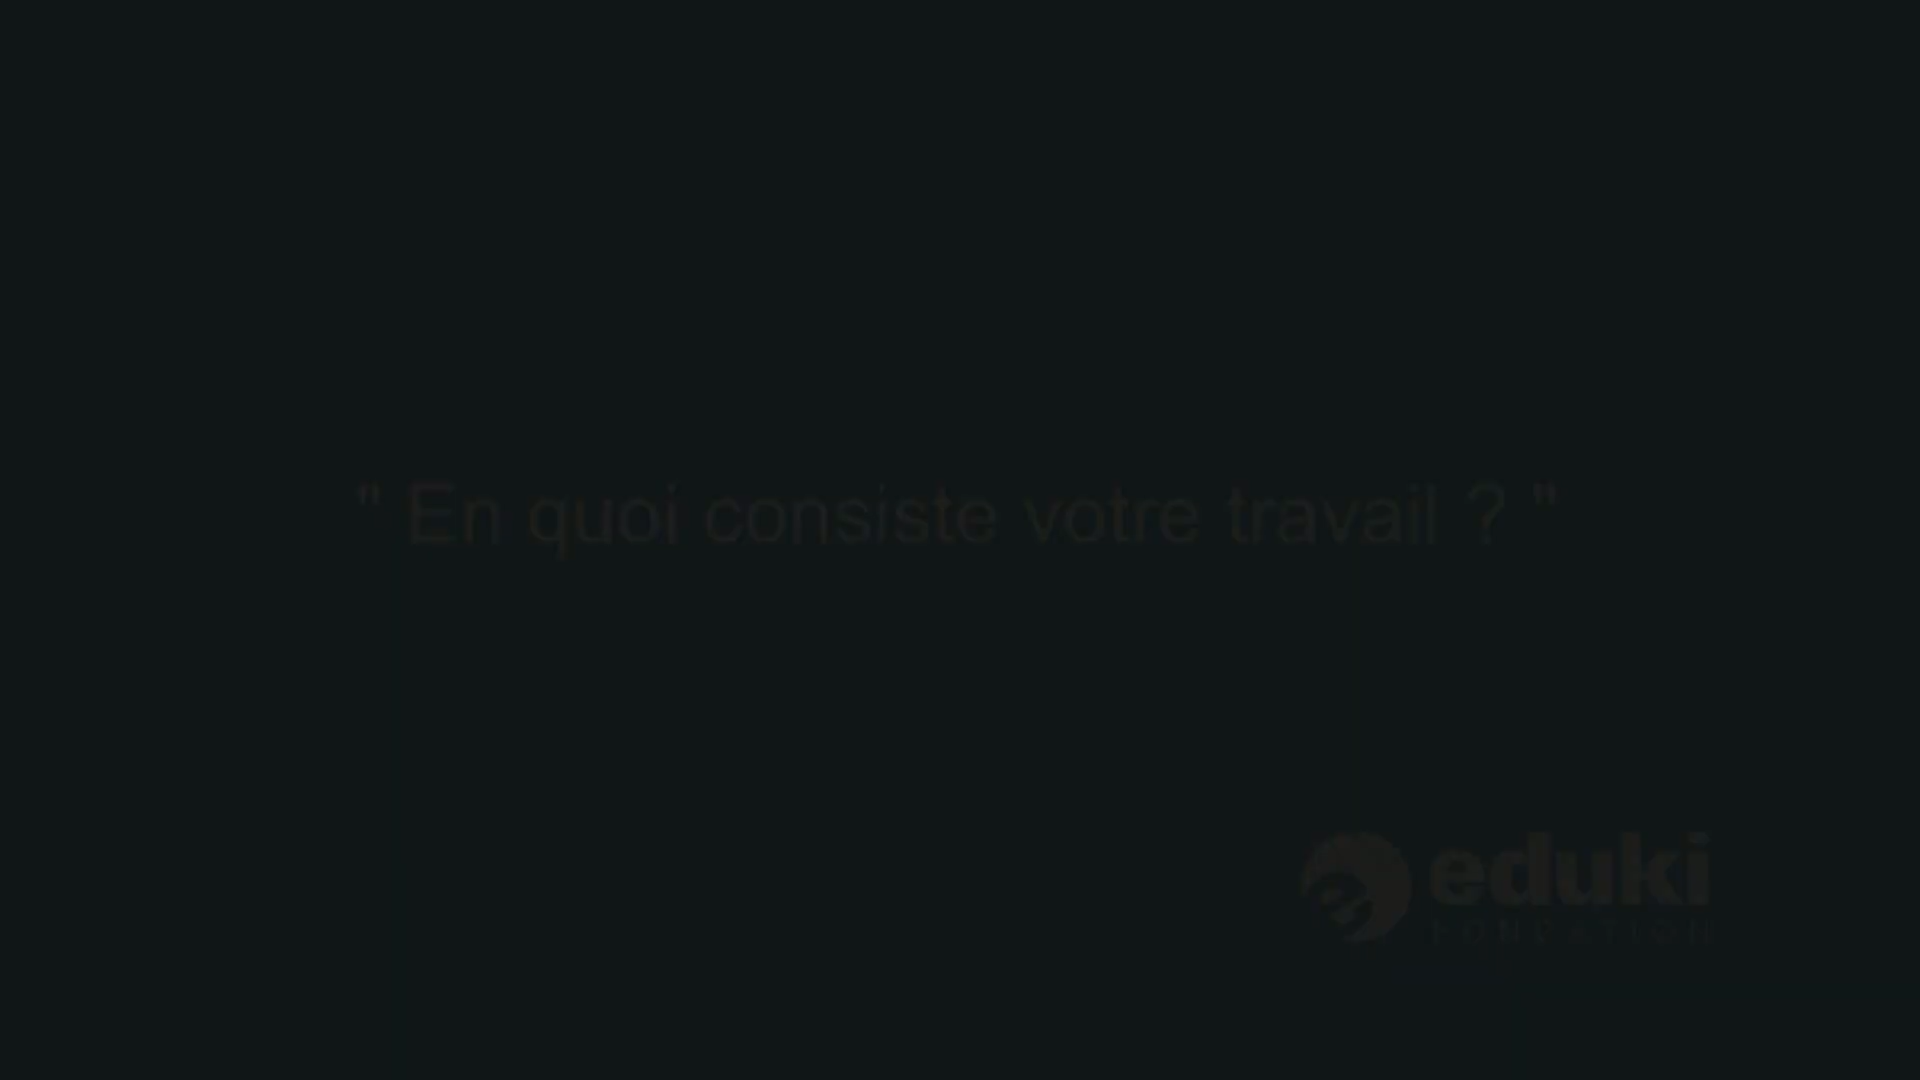 " En quoi consiste votre travail ? "
eduki
FONDATION